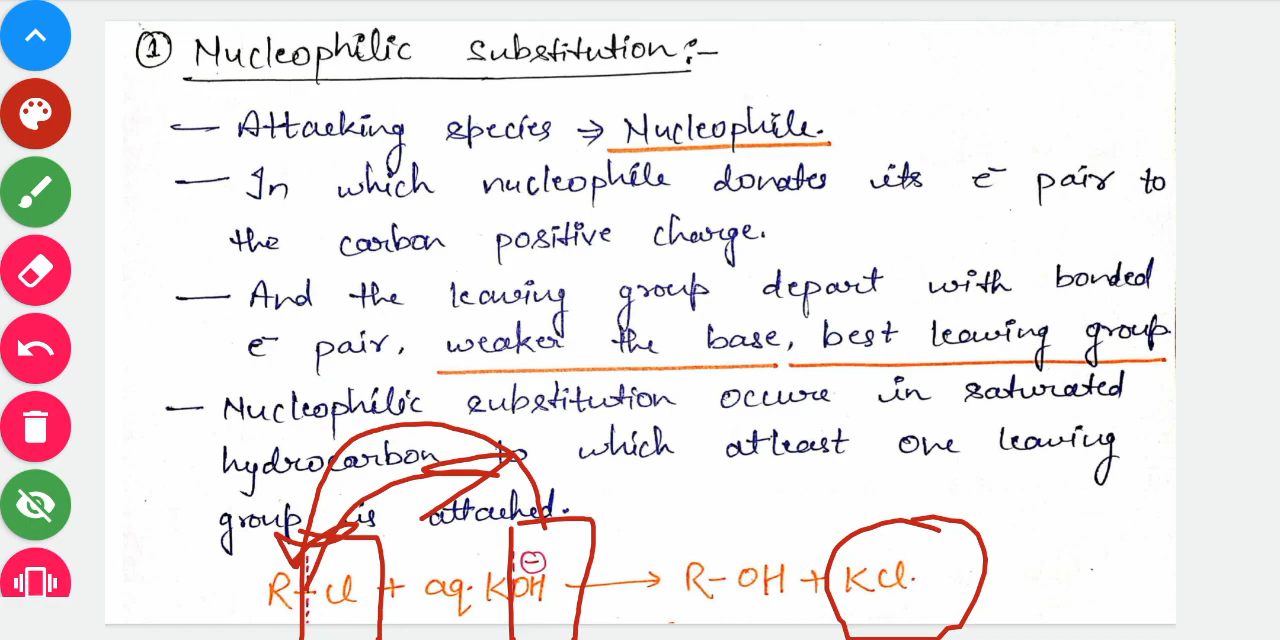 ① Nucleophilic Substitution:-
— Attacking species ⇒ Nucleophile.
— In which nucleophile donates its e⁻ pair to
the carbon positive charge.
— And the leaving group depart with bonded
e⁻ pair, weaker the base, best leaving group.
— Nucleophilic substitution occure in saturated
hydrocarbon to which atleast one leaving
group is attached.
R-Cl + aq. KOH⊖ ⟶ R-OH + KCl.